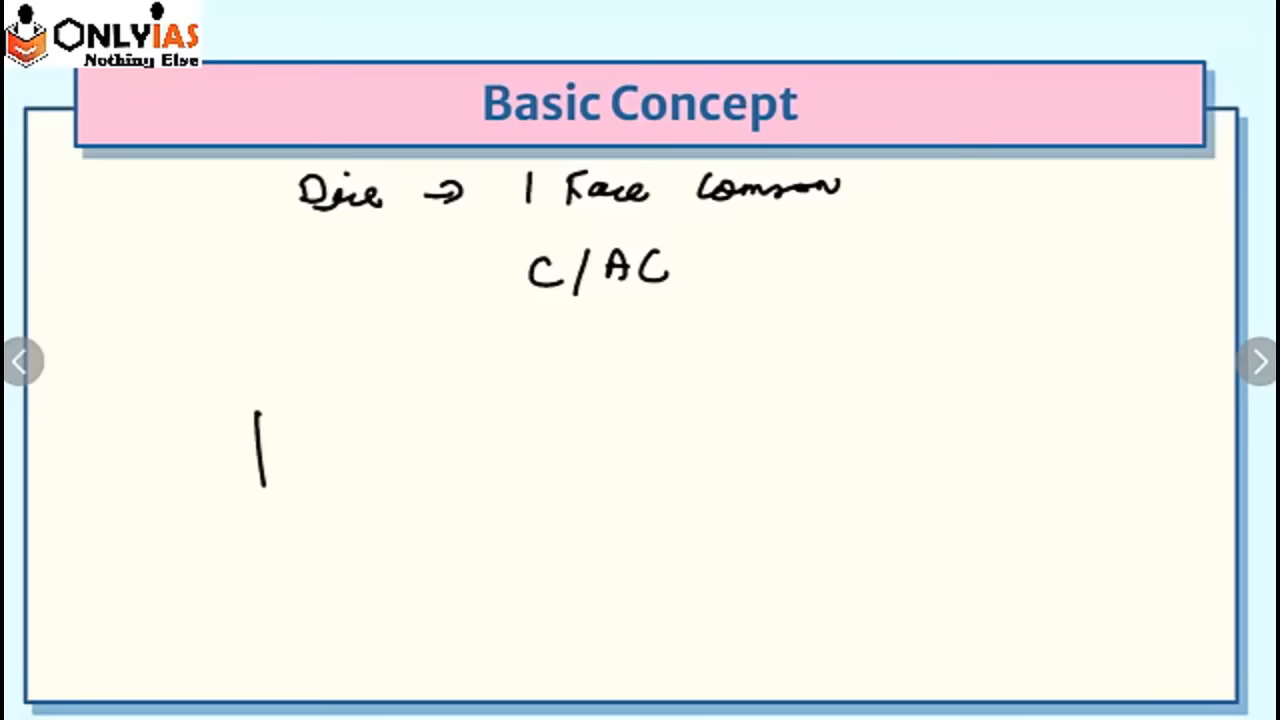 ONLYIAS
Nothing Else
Basic Concept
Dice → 1 Face Common
C/AC